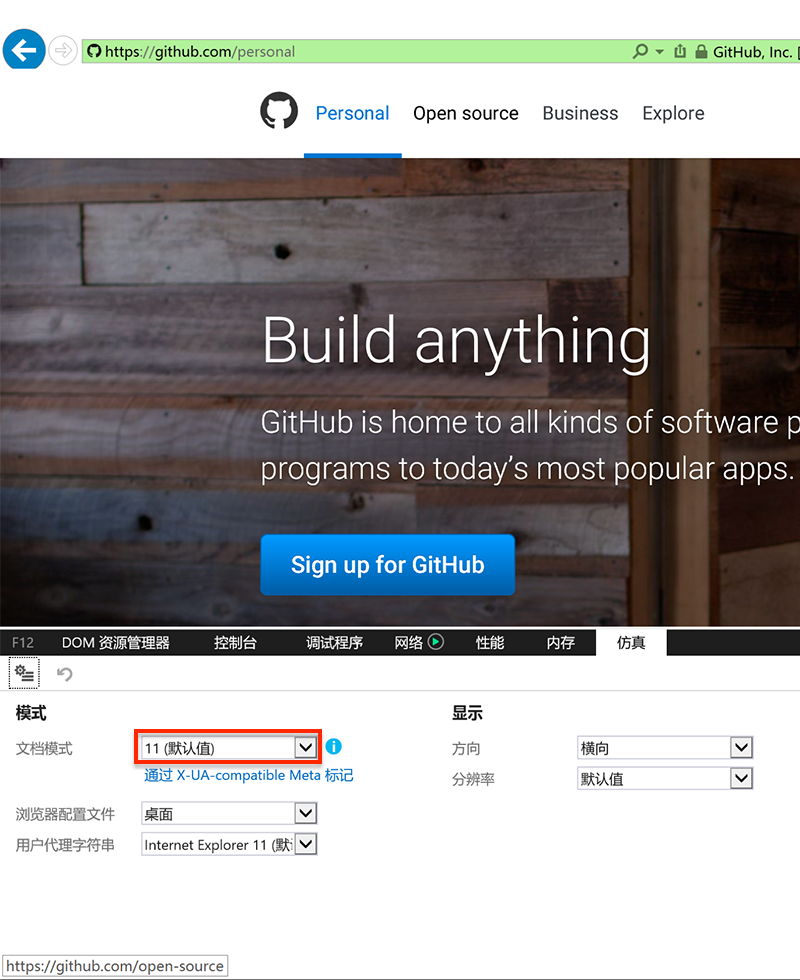 https://github.com/personal
GitHub, Inc. [
Personal Open source Business Explore
Build anything
GitHub is home to all kinds of software p
programs to today’s most popular apps.
Sign up for GitHub
F12 DOM 资源管理器 控制台 调试程序 网络 性能 内存 仿真
模式 显示
文档模式 11 (默认值) 方向 横向
通过 X-UA-compatible Meta 标记 分辨率 默认值
浏览器配置文件 桌面
用户代理字符串 Internet Explorer 11 (默
https://github.com/open-source